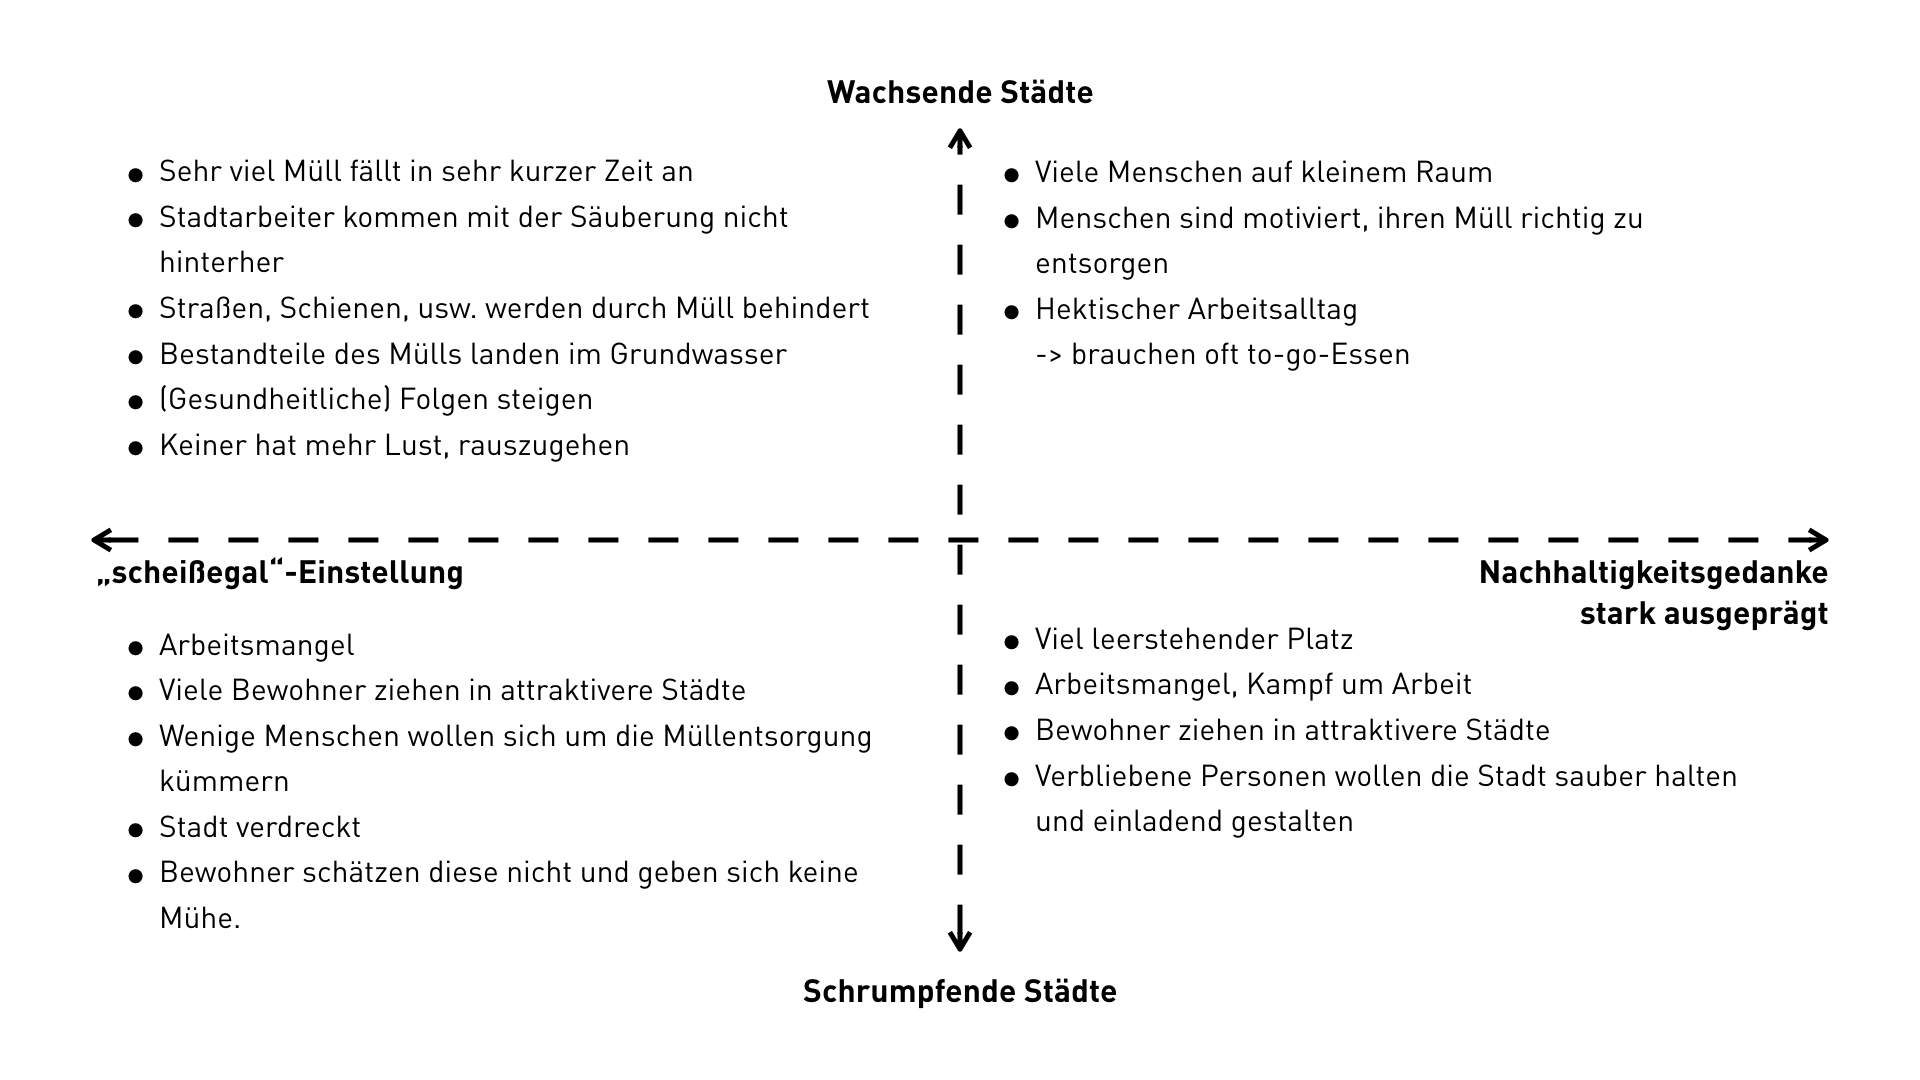 Wachsende Städte
● Sehr viel Müll fällt in sehr kurzer Zeit an
● Stadtarbeiter kommen mit der Säuberung nicht
hinterher
● Straßen, Schienen, usw. werden durch Müll behindert
● Bestandteile des Mülls landen im Grundwasser
● (Gesundheitliche) Folgen steigen
● Keiner hat mehr Lust, rauszugehen
● Viele Menschen auf kleinem Raum
● Menschen sind motiviert, ihren Müll richtig zu
entsorgen
● Hektischer Arbeitsalltag
-> brauchen oft to-go-Essen
„scheißegal“-Einstellung
Nachhaltigkeitsgedanke
stark ausgeprägt
● Arbeitsmangel
● Viele Bewohner ziehen in attraktivere Städte
● Wenige Menschen wollen sich um die Müllentsorgung
kümmern
● Stadt verdreckt
● Bewohner schätzen diese nicht und geben sich keine
Mühe.
● Viel leerstehender Platz
● Arbeitsmangel, Kampf um Arbeit
● Bewohner ziehen in attraktivere Städte
● Verbliebene Personen wollen die Stadt sauber halten
und einladend gestalten
Schrumpfende Städte